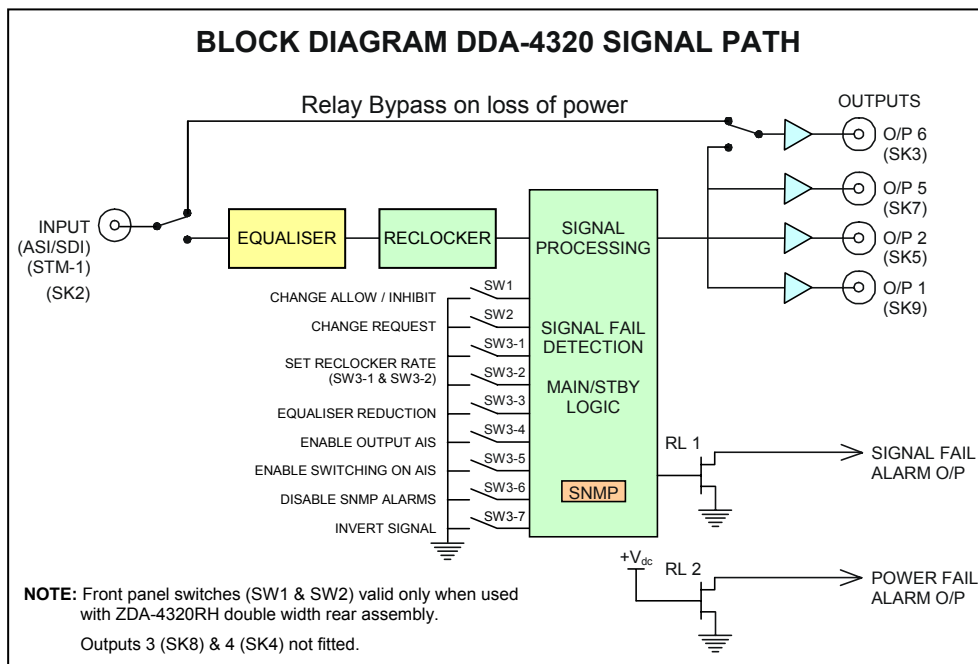 BLOCK DIAGRAM DDA-4320 SIGNAL PATH
Relay Bypass on loss of power
OUTPUTS
O/P 6
(SK3)
O/P 5
(SK7)
O/P 2
(SK5)
O/P 1
(SK9)
INPUT
(ASI/SDI)
(STM-1)
(SK2)
EQUALISER
RECLOCKER
SIGNAL
PROCESSING
SIGNAL FAIL
DETECTION
MAIN/STBY
LOGIC
SNMP
CHANGE ALLOW / INHIBIT
SW1
CHANGE REQUEST
SW2
SET RECLOCKER RATE
(SW3-1 & SW3-2)
SW3-1
SW3-2
EQUALISER REDUCTION
SW3-3
ENABLE OUTPUT AIS
SW3-4
ENABLE SWITCHING ON AIS
SW3-5
DISABLE SNMP ALARMS
SW3-6
INVERT SIGNAL
SW3-7
RL 1
SIGNAL FAIL
ALARM O/P
+Vdc
RL 2
POWER FAIL
ALARM O/P
NOTE: Front panel switches (SW1 & SW2) valid only when used
with ZDA-4320RH double width rear assembly.
Outputs 3 (SK8) & 4 (SK4) not fitted.